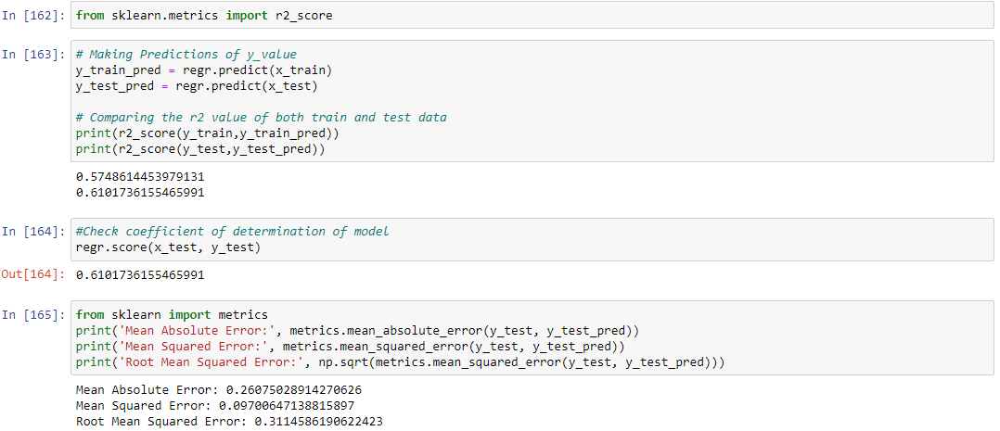 In [162]: from sklearn.metrics import r2_score
In [163]: # Making Predictions of y_value
y_train_pred = regr.predict(x_train)
y_test_pred = regr.predict(x_test)
# Comparing the r2 value of both train and test data
print(r2_score(y_train,y_train_pred))
print(r2_score(y_test,y_test_pred))
0.5748614453979131
0.6101736155465991
In [164]: #Check coefficient of determination of model
regr.score(x_test, y_test)
Out[164]: 0.6101736155465991
In [165]: from sklearn import metrics
print('Mean Absolute Error:', metrics.mean_absolute_error(y_test, y_test_pred))
print('Mean Squared Error:', metrics.mean_squared_error(y_test, y_test_pred))
print('Root Mean Squared Error:', np.sqrt(metrics.mean_squared_error(y_test, y_test_pred)))
Mean Absolute Error: 0.26075028914270626
Mean Squared Error: 0.09700647138815897
Root Mean Squared Error: 0.3114586190622423